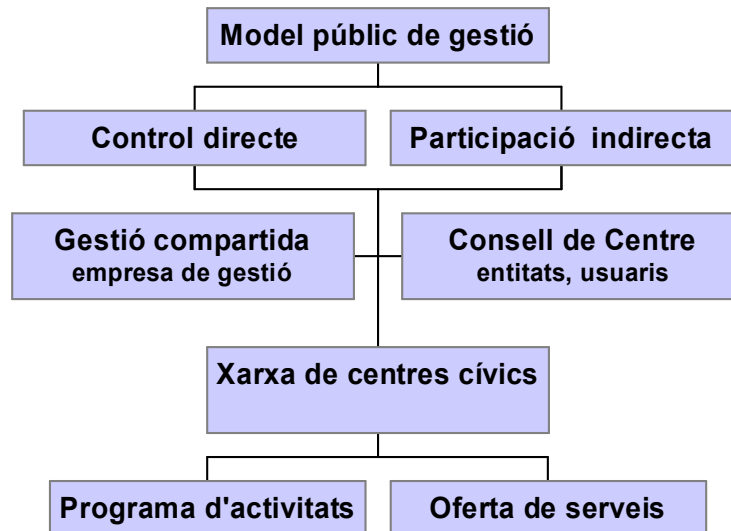 Model públic de gestió
Control directe
Participació indirecta
Gestió compartida
empresa de gestió
Consell de Centre
entitats, usuaris
Xarxa de centres cívics
Programa d'activitats
Oferta de serveis